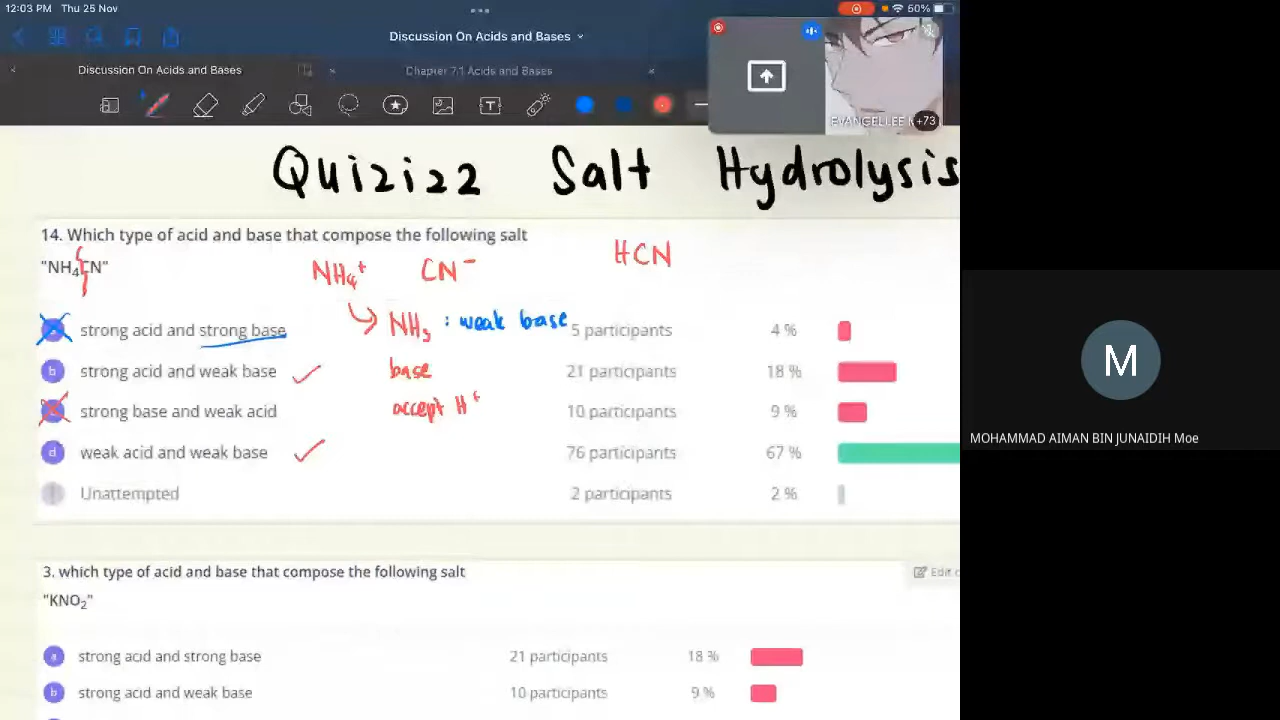 12:03 PM Thu 25 Nov
50%
Discussion On Acids and Bases
Discussion On Acids and Bases
Chapter 7.1 Acids and Bases
EVANGELLEE
+73
Quizizz Salt Hydrolysis
14. Which type of acid and base that compose the following salt
"NH₄CN"
NH₄⁺ CN⁻ HCN
NH₃ : weak base
a strong acid and strong base 5 participants 4 %
b strong acid and weak base 21 participants 18 %
base
strong base and weak acid 10 participants 9 %
accept H⁺
d weak acid and weak base 76 participants 67 %
Unattempted 2 participants 2 %
3. which type of acid and base that compose the following salt
Edit
"KNO₂"
a strong acid and strong base 21 participants 18 %
b strong acid and weak base 10 participants 9 %
M
MOHAMMAD AIMAN BIN JUNAIDIH Moe